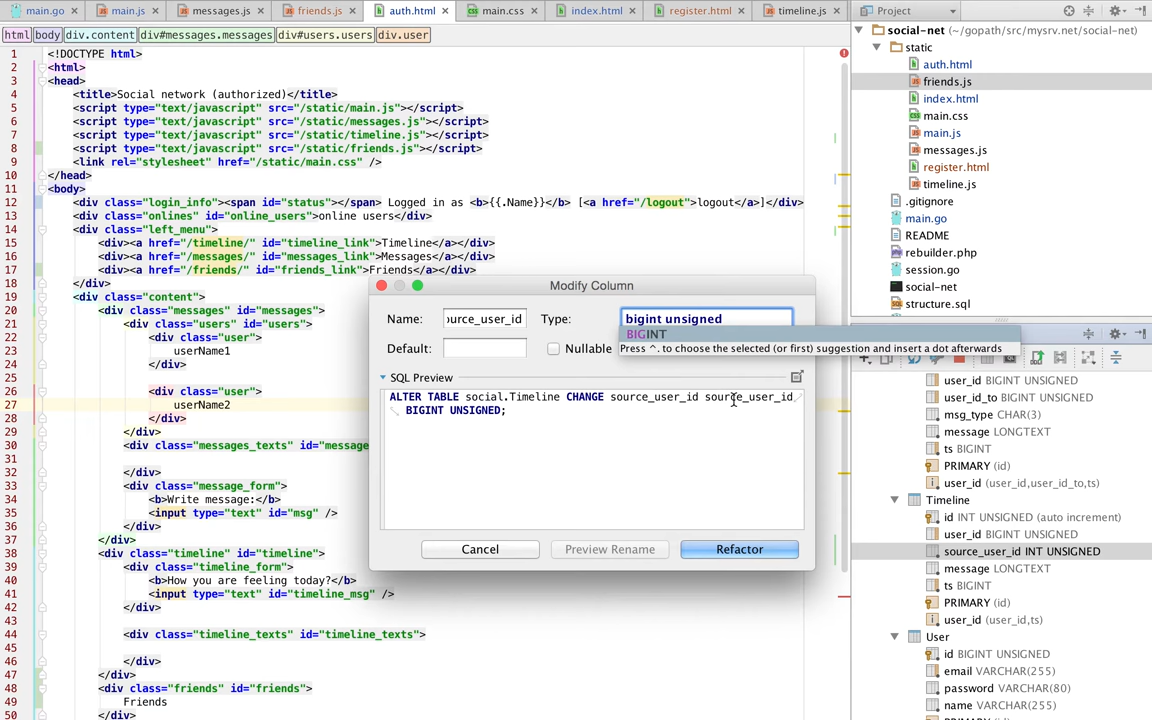 main.go
main.js
messages.js
friends.js
auth.html
main.css
index.html
register.html
timeline.js
Project
html body div.content div#messages.messages div#users.users div.user
1 <!DOCTYPE html>
2 <html>
3 <head>
4 <title>Social network (authorized)</title>
5 <script type="text/javascript" src="/static/main.js"></script>
6 <script type="text/javascript" src="/static/messages.js"></script>
7 <script type="text/javascript" src="/static/timeline.js"></script>
8 <script type="text/javascript" src="/static/friends.js"></script>
9 <link rel="stylesheet" href="/static/main.css" />
10 </head>
11 <body>
12 <div class="login_info"><span id="status"></span> Logged in as <b>{{.Name}}</b> [<a href="/logout">logout</a>]</div>
13 <div class="onlines" id="online_users">online users</div>
14 <div class="left_menu">
15 <div><a href="/timeline/" id="timeline_link">Timeline</a></div>
16 <div><a href="/messages/" id="messages_link">Messages</a></div>
17 <div><a href="/friends/" id="friends_link">Friends</a></div>
18 </div>
19 <div class="content">
20 <div class="messages" id="messages">
21 <div class="users" id="users">
22 <div class="user">
23 userName1
24 </div>
25
26 <div class="user">
27 userName2
28 </div>
29 </div>
30 <div class="messages_texts" id="message
31
32 </div>
33 <div class="message_form">
34 <b>Write message:</b>
35 <input type="text" id="msg" />
36 </div>
37 </div>
38 <div class="timeline" id="timeline">
39 <div class="timeline_form">
40 <b>How you are feeling today?</b>
41 <input type="text" id="timeline_msg" />
42 </div>
43
44 <div class="timeline_texts" id="timeline_texts">
45
46 </div>
47 </div>
48 <div class="friends" id="friends">
49 Friends
50 </div>
Modify Column
Name: ource_user_id Type: bigint unsigned
BIGINT
Press ^. to choose the selected (or first) suggestion and insert a dot afterwards
Default: Nullable
SQL Preview
ALTER TABLE social.Timeline CHANGE source_user_id source_user_id
BIGINT UNSIGNED;
Cancel Preview Rename Refactor
social-net (~/gopath/src/mysrv.net/social-net)
static
auth.html
friends.js
index.html
main.css
main.js
messages.js
register.html
timeline.js
.gitignore
main.go
README
rebuilder.php
session.go
social-net
structure.sql
user_id BIGINT UNSIGNED
user_id_to BIGINT UNSIGNED
msg_type CHAR(3)
message LONGTEXT
ts BIGINT
PRIMARY (id)
user_id (user_id,user_id_to,ts)
Timeline
id INT UNSIGNED (auto increment)
user_id BIGINT UNSIGNED
source_user_id INT UNSIGNED
message LONGTEXT
ts BIGINT
PRIMARY (id)
user_id (user_id,ts)
User
id BIGINT UNSIGNED
email VARCHAR(255)
password VARCHAR(80)
name VARCHAR(255)